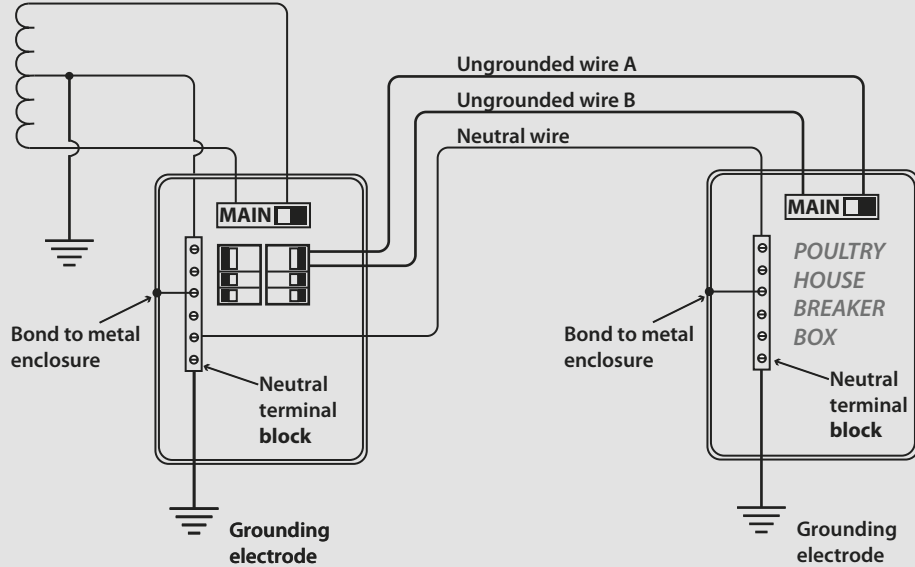 Ungrounded wire A
Ungrounded wire B
Neutral wire
MAIN
Bond to metal
enclosure
Neutral
terminal
block
Grounding
electrode
MAIN
POULTRY
HOUSE
BREAKER
BOX
Bond to metal
enclosure
Neutral
terminal
block
Grounding
electrode